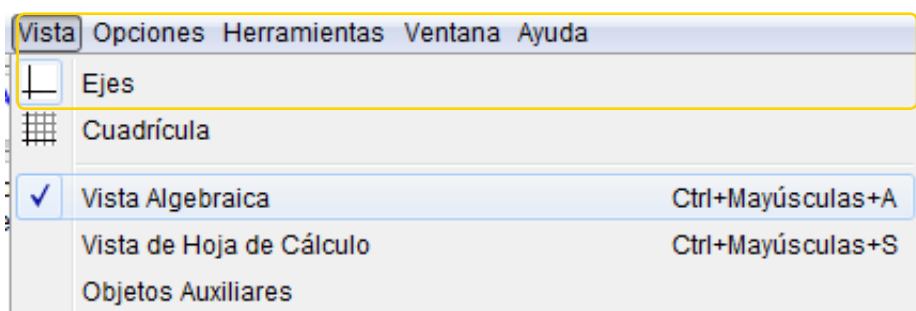 Vista Opciones Herramientas Ventana Ayuda
Ejes
Cuadrícula
Vista Algebraica Ctrl+Mayúsculas+A
Vista de Hoja de Cálculo Ctrl+Mayúsculas+S
Objetos Auxiliares